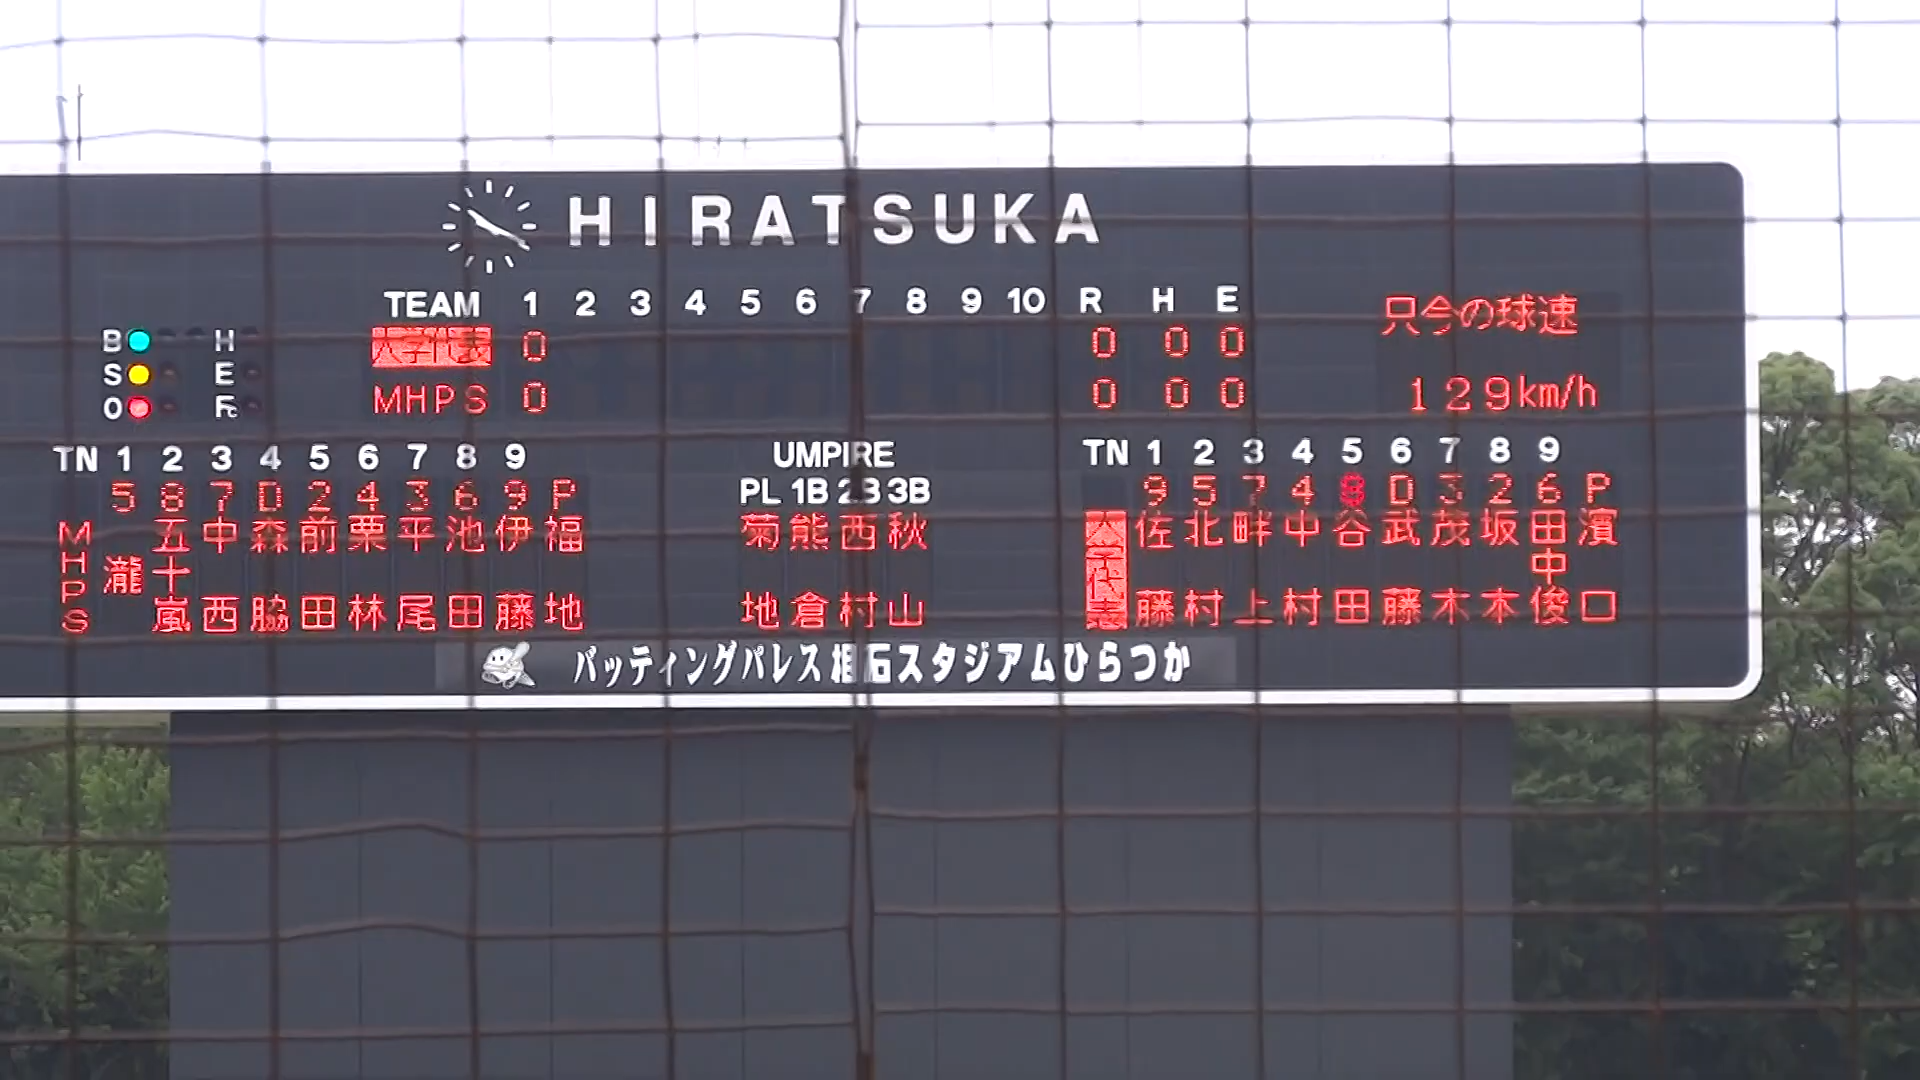 HIRATSUKA
TEAM 1 2 3 4 5 6 7 8 9 10 R H E
只今の球速
B H
大学代表 0 0 0 0
S E
MHPS 0 0 0 0
129km/h
O Fc
TN 1 2 3 4 5 6 7 8 9
5 8 7 D 2 4 3 6 9 P
MHPS 瀧 五十嵐 中西 森脇 前田 栗林 平尾 池田 伊藤 福地
UMPIRE
PL 1B 2B 3B
菊地 熊倉 西村 秋山
TN 1 2 3 4 5 6 7 8 9
9 5 7 4 8 D 3 2 6 P
大学代表 佐藤 北村 畔上 中村 谷田 武藤 茂木 坂本 田中俊 濱口
バッティングパレス相石スタジアムひらつか